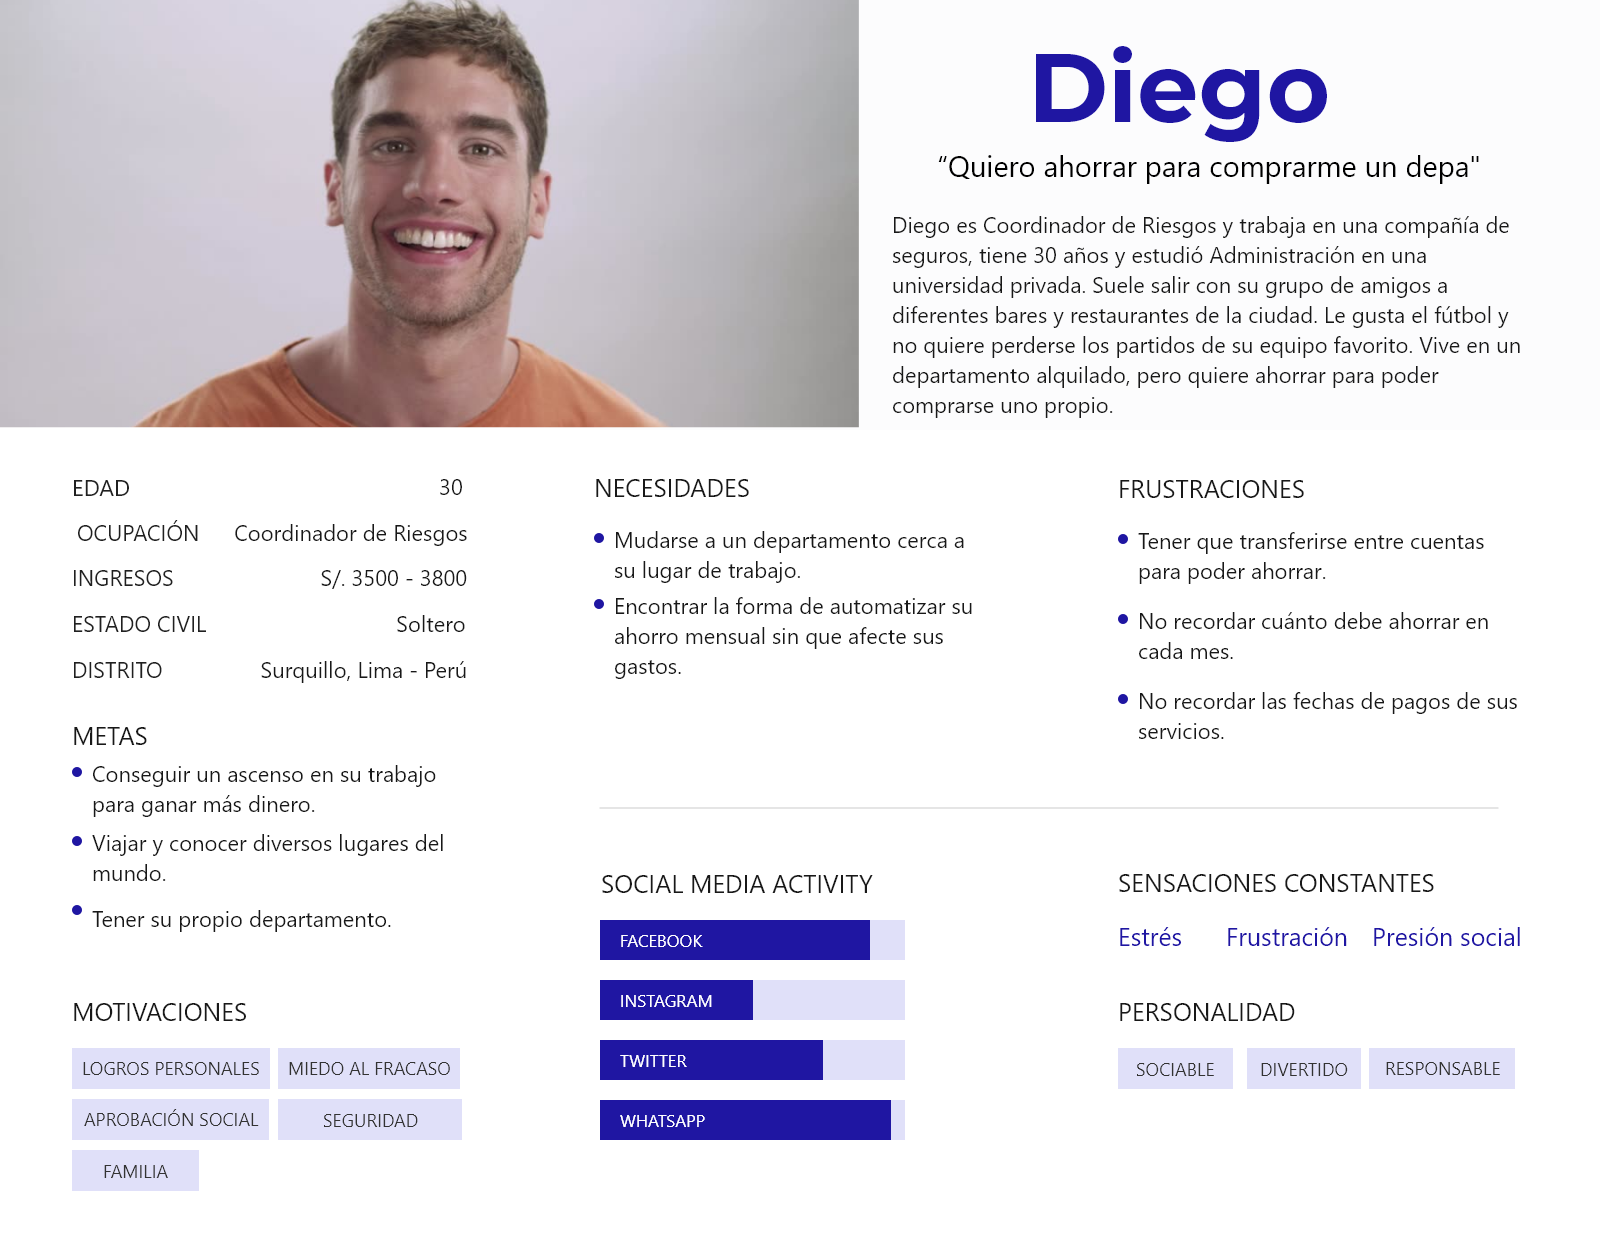 Diego
“Quiero ahorrar para comprarme un depa"
Diego es Coordinador de Riesgos y trabaja en una compañía de
seguros, tiene 30 años y estudió Administración en una
universidad privada. Suele salir con su grupo de amigos a
diferentes bares y restaurantes de la ciudad. Le gusta el fútbol y
no quiere perderse los partidos de su equipo favorito. Vive en un
departamento alquilado, pero quiere ahorrar para poder
comprarse uno propio.
EDAD 30
OCUPACIÓN Coordinador de Riesgos
INGRESOS S/. 3500 - 3800
ESTADO CIVIL Soltero
DISTRITO Surquillo, Lima - Perú
METAS
Conseguir un ascenso en su trabajo
para ganar más dinero.
Viajar y conocer diversos lugares del
mundo.
Tener su propio departamento.
MOTIVACIONES
LOGROS PERSONALES MIEDO AL FRACASO
APROBACIÓN SOCIAL SEGURIDAD
FAMILIA
NECESIDADES
Mudarse a un departamento cerca a
su lugar de trabajo.
Encontrar la forma de automatizar su
ahorro mensual sin que afecte sus
gastos.
FRUSTRACIONES
Tener que transferirse entre cuentas
para poder ahorrar.
No recordar cuánto debe ahorrar en
cada mes.
No recordar las fechas de pagos de sus
servicios.
SOCIAL MEDIA ACTIVITY
FACEBOOK
INSTAGRAM
TWITTER
WHATSAPP
SENSACIONES CONSTANTES
Estrés Frustración Presión social
PERSONALIDAD
SOCIABLE DIVERTIDO RESPONSABLE